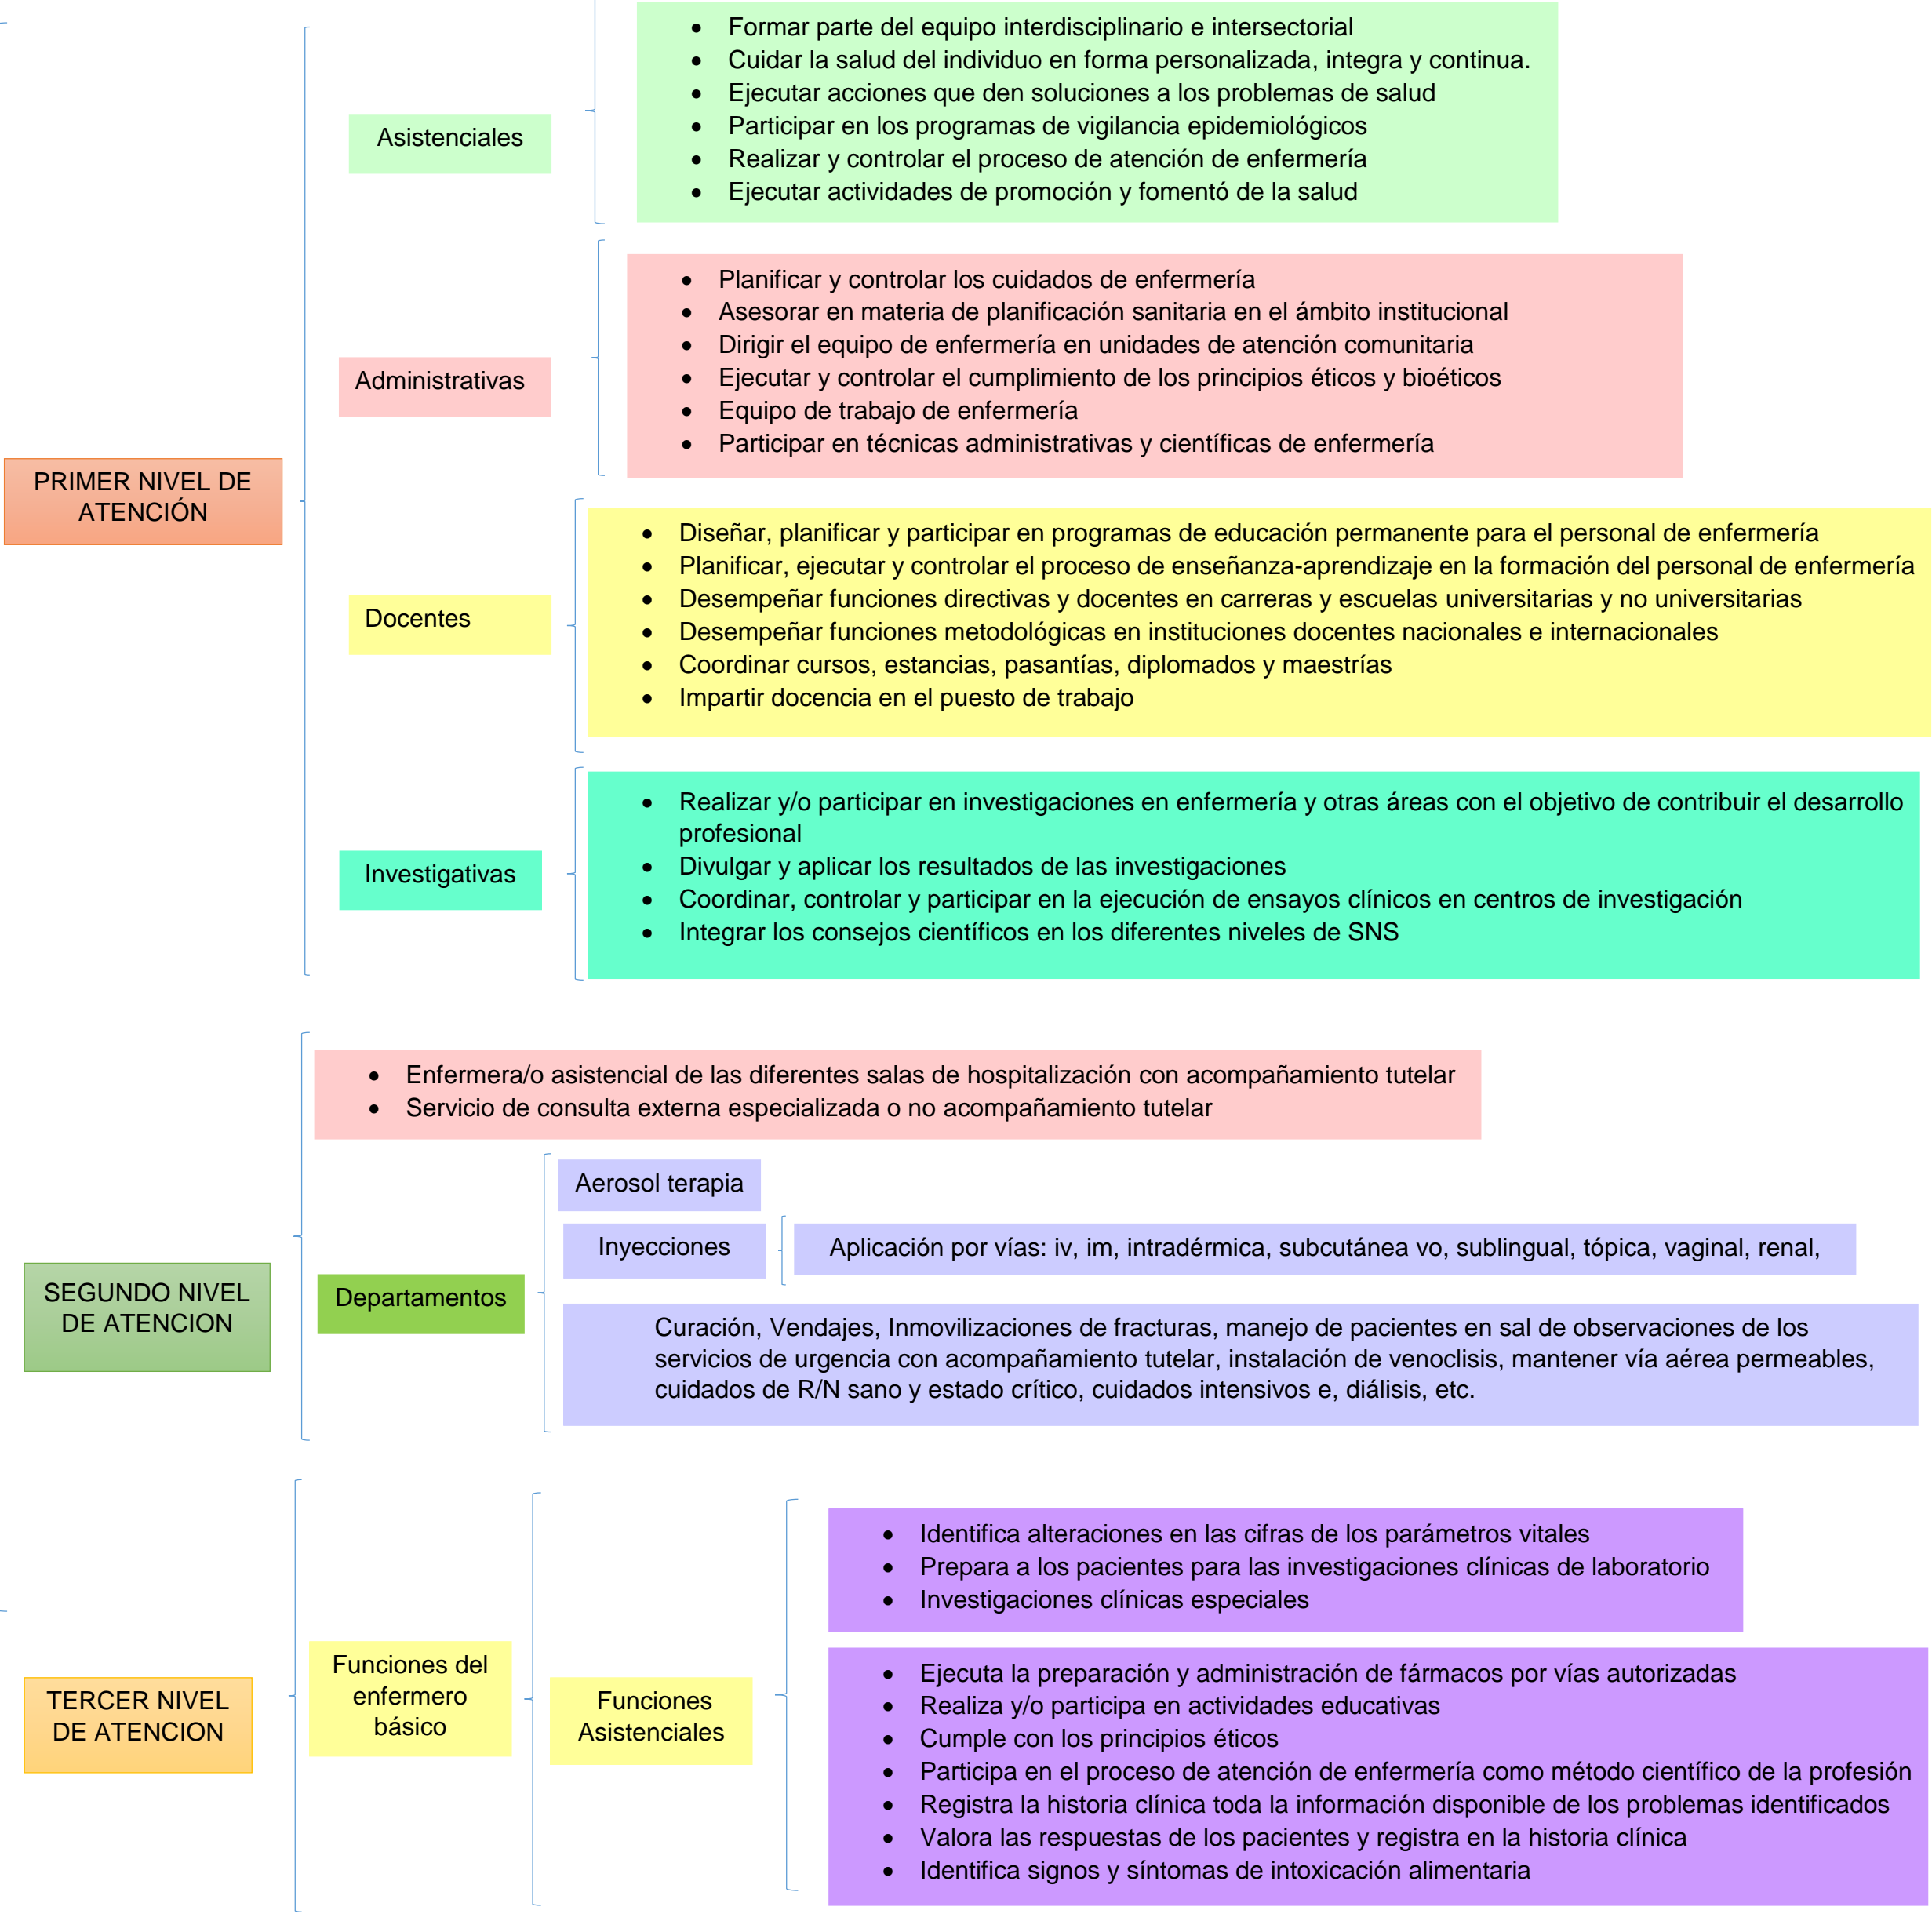 PRIMER NIVEL DE
ATENCIÓN
Asistenciales
• Formar parte del equipo interdisciplinario e intersectorial
• Cuidar la salud del individuo en forma personalizada, integra y continua.
• Ejecutar acciones que den soluciones a los problemas de salud
• Participar en los programas de vigilancia epidemiológicos
• Realizar y controlar el proceso de atención de enfermería
• Ejecutar actividades de promoción y fomentó de la salud
Administrativas
• Planificar y controlar los cuidados de enfermería
• Asesorar en materia de planificación sanitaria en el ámbito institucional
• Dirigir el equipo de enfermería en unidades de atención comunitaria
• Ejecutar y controlar el cumplimiento de los principios éticos y bioéticos
• Equipo de trabajo de enfermería
• Participar en técnicas administrativas y científicas de enfermería
Docentes
• Diseñar, planificar y participar en programas de educación permanente para el personal de enfermería
• Planificar, ejecutar y controlar el proceso de enseñanza-aprendizaje en la formación del personal de enfermería
• Desempeñar funciones directivas y docentes en carreras y escuelas universitarias y no universitarias
• Desempeñar funciones metodológicas en instituciones docentes nacionales e internacionales
• Coordinar cursos, estancias, pasantías, diplomados y maestrías
• Impartir docencia en el puesto de trabajo
Investigativas
• Realizar y/o participar en investigaciones en enfermería y otras áreas con el objetivo de contribuir el desarrollo
profesional
• Divulgar y aplicar los resultados de las investigaciones
• Coordinar, controlar y participar en la ejecución de ensayos clínicos en centros de investigación
• Integrar los consejos científicos en los diferentes niveles de SNS
SEGUNDO NIVEL
DE ATENCION
• Enfermera/o asistencial de las diferentes salas de hospitalización con acompañamiento tutelar
• Servicio de consulta externa especializada o no acompañamiento tutelar
Departamentos
Aerosol terapia
Inyecciones
Aplicación por vías: iv, im, intradérmica, subcutánea vo, sublingual, tópica, vaginal, renal,
Curación, Vendajes, Inmovilizaciones de fracturas, manejo de pacientes en sal de observaciones de los
servicios de urgencia con acompañamiento tutelar, instalación de venoclisis, mantener vía aérea permeables,
cuidados de R/N sano y estado crítico, cuidados intensivos e, diálisis, etc.
TERCER NIVEL
DE ATENCION
Funciones del
enfermero
básico
Funciones
Asistenciales
• Identifica alteraciones en las cifras de los parámetros vitales
• Prepara a los pacientes para las investigaciones clínicas de laboratorio
• Investigaciones clínicas especiales
• Ejecuta la preparación y administración de fármacos por vías autorizadas
• Realiza y/o participa en actividades educativas
• Cumple con los principios éticos
• Participa en el proceso de atención de enfermería como método científico de la profesión
• Registra la historia clínica toda la información disponible de los problemas identificados
• Valora las respuestas de los pacientes y registra en la historia clínica
• Identifica signos y síntomas de intoxicación alimentaria